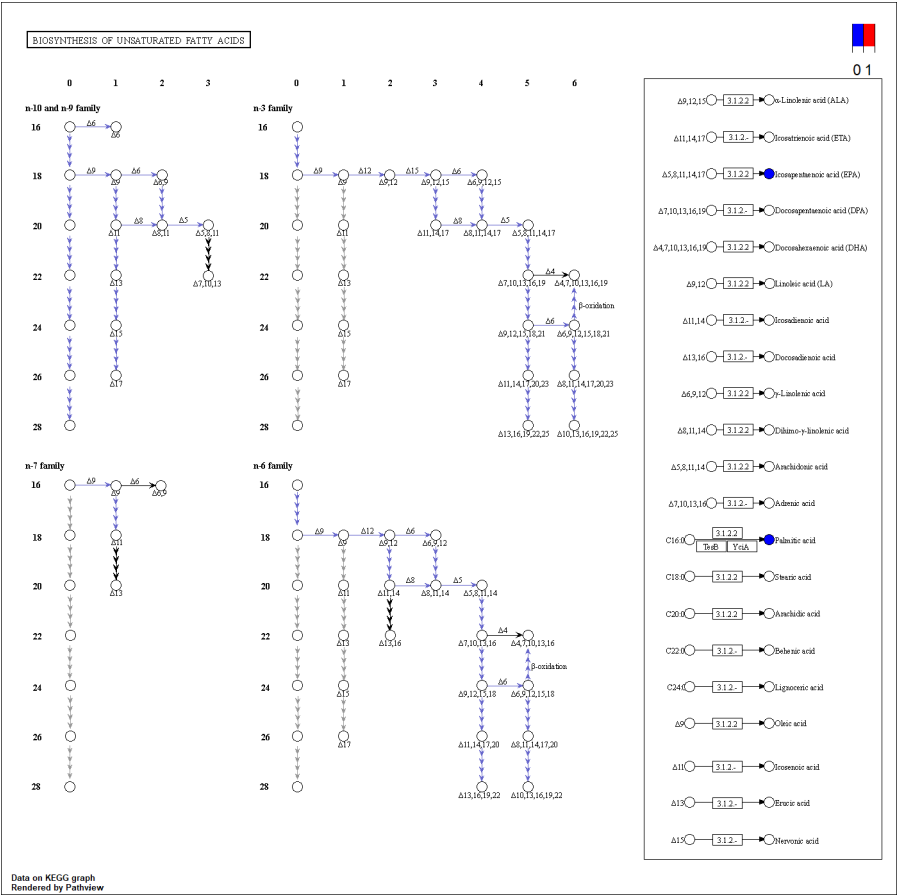 BIOSYNTHESIS OF UNSATURATED FATTY ACIDS
0 1
0 1 2 3
n-10 and n-9 family
16 Δ6
Δ6
18 Δ9 Δ6
Δ9 Δ6,9
20 Δ8 Δ5
Δ11 Δ8,11 Δ5,8,11
22
Δ13 Δ7,10,13
24
Δ15
26
Δ17
28
0 1 2 3 4 5 6
n-3 family
16
18 Δ9 Δ12 Δ15 Δ6
Δ9 Δ9,12 Δ9,12,15 Δ6,9,12,15
20 Δ8 Δ5
Δ11 Δ11,14,17 Δ8,11,14,17 Δ5,8,11,14,17
22 Δ4
Δ13 Δ7,10,13,16,19 Δ4,7,10,13,16,19
β-oxidation
24 Δ6
Δ15 Δ9,12,15,18,21 Δ6,9,12,15,18,21
26
Δ17 Δ11,14,17,20,23 Δ8,11,14,17,20,23
28
Δ13,16,19,22,25 Δ10,13,16,19,22,25
n-7 family
16 Δ9 Δ6
Δ9 Δ6,9
18
Δ11
20
Δ13
22
24
26
28
n-6 family
16
18 Δ9 Δ12 Δ6
Δ9 Δ9,12 Δ6,9,12
20 Δ8 Δ5
Δ11 Δ11,14 Δ8,11,14 Δ5,8,11,14
22 Δ4
Δ13 Δ13,16 Δ7,10,13,16 Δ4,7,10,13,16
β-oxidation
24 Δ6
Δ15 Δ9,12,15,18 Δ6,9,12,15,18
26
Δ17 Δ11,14,17,20 Δ8,11,14,17,20
28
Δ13,16,19,22 Δ10,13,16,19,22
Δ9,12,15 3.1.2.2 α-Linolenic acid (ALA)
Δ11,14,17 3.1.2.- Icosatrienoic acid (ETA)
Δ5,8,11,14,17 3.1.2.2 Icosapentaenoic acid (EPA)
Δ7,10,13,16,19 3.1.2.- Docosapentaenoic acid (DPA)
Δ4,7,10,13,16,19 3.1.2.2 Docosahexaenoic acid (DHA)
Δ9,12 3.1.2.2 Linoleic acid (LA)
Δ11,14 3.1.2.- Icosadienoic acid
Δ13,16 3.1.2.- Docosadienoic acid
Δ6,9,12 3.1.2.2 γ-Linolenic acid
Δ8,11,14 3.1.2.2 Dihimo-γ-linolenic acid
Δ5,8,11,14 3.1.2.2 Arachidonic acid
Δ7,10,13,16 3.1.2.- Adrenic acid
3.1.2.2
C16:0 Palmitic acid
TesB YciA
C18:0 3.1.2.2 Stearic acid
C20:0 3.1.2.2 Arachidic acid
C22:0 3.1.2.- Behenic acid
C24:0 3.1.2.- Lignoceric acid
Δ9 3.1.2.2 Oleic acid
Δ11 3.1.2.- Icosenoic acid
Δ13 3.1.2.- Erucic acid
Δ15 3.1.2.- Nervonic acid
Data on KEGG graph
Rendered by Pathview